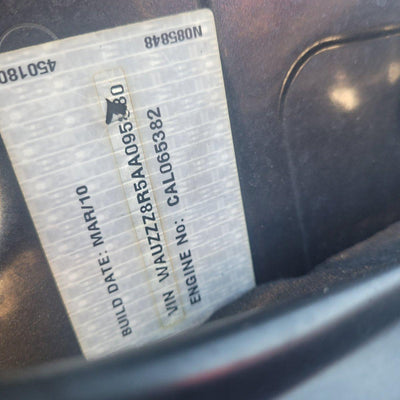 450180
N085848
BUILD DATE: MAR/10
VIN
ENGINE No: CAL065382